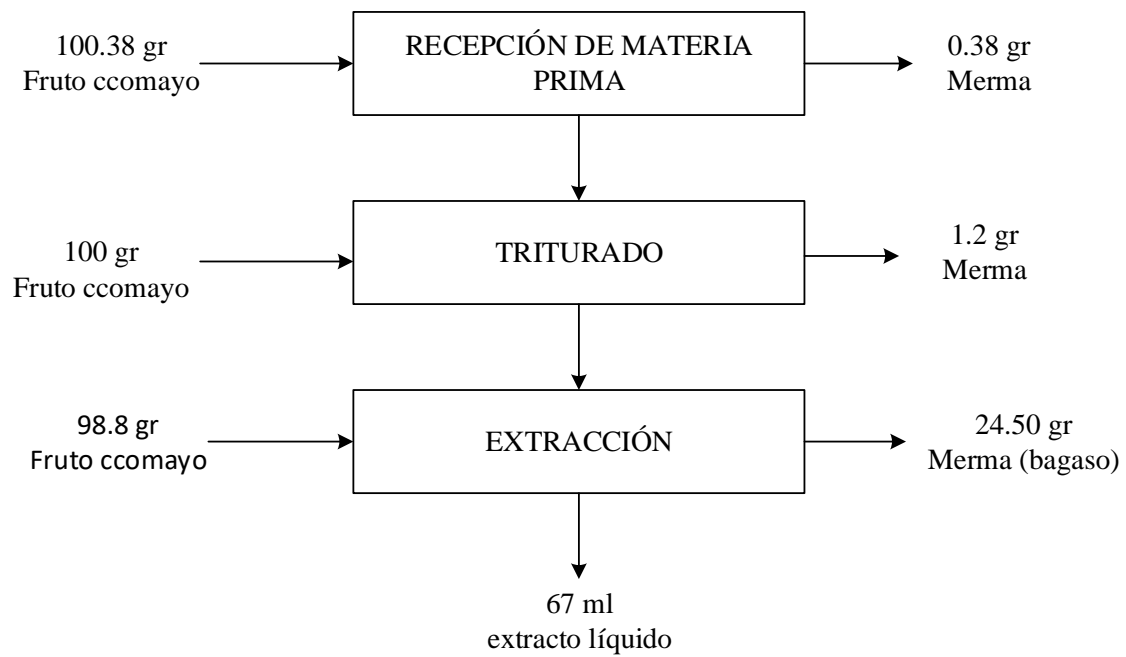 100.38 gr
Fruto ccomayo
RECEPCIÓN DE MATERIA
PRIMA
0.38 gr
Merma
100 gr
Fruto ccomayo
TRITURADO
1.2 gr
Merma
98.8 gr
Fruto ccomayo
EXTRACCIÓN
24.50 gr
Merma (bagaso)
67 ml
extracto líquido